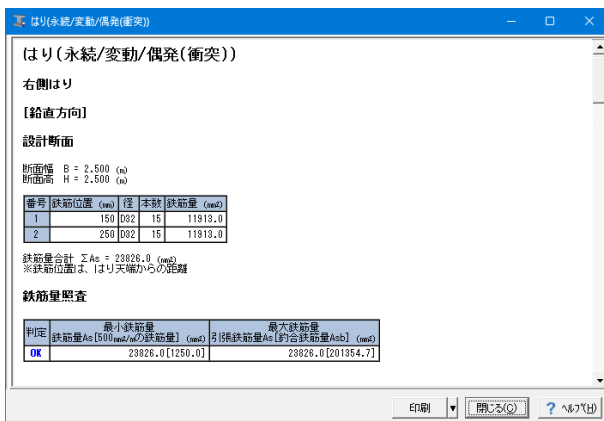 はり(永続/変動/偶発(衝突))
はり(永続/変動/偶発(衝突))
右側はり
[鉛直方向]
設計断面
断面幅 B = 2.500 (m)
断面高 H = 2.500 (m)
番号 鉄筋位置 (mm) 径 本数 鉄筋量 (mm2)
1 150 D32 15 11913.0
2 250 D32 15 11913.0
鉄筋量合計 ΣAs = 23826.0 (mm2)
※鉄筋位置は、はり天端からの距離
鉄筋量照査
判定 最小鉄筋量 最大鉄筋量
鉄筋量As[500mm2/mの鉄筋量] (mm2) 引張鉄筋量As[釣合鉄筋量Asb] (mm2)
OK 23826.0[1250.0] 23826.0[201354.7]
印刷 ▼ 閉じる(C) ? ヘルプ(H)